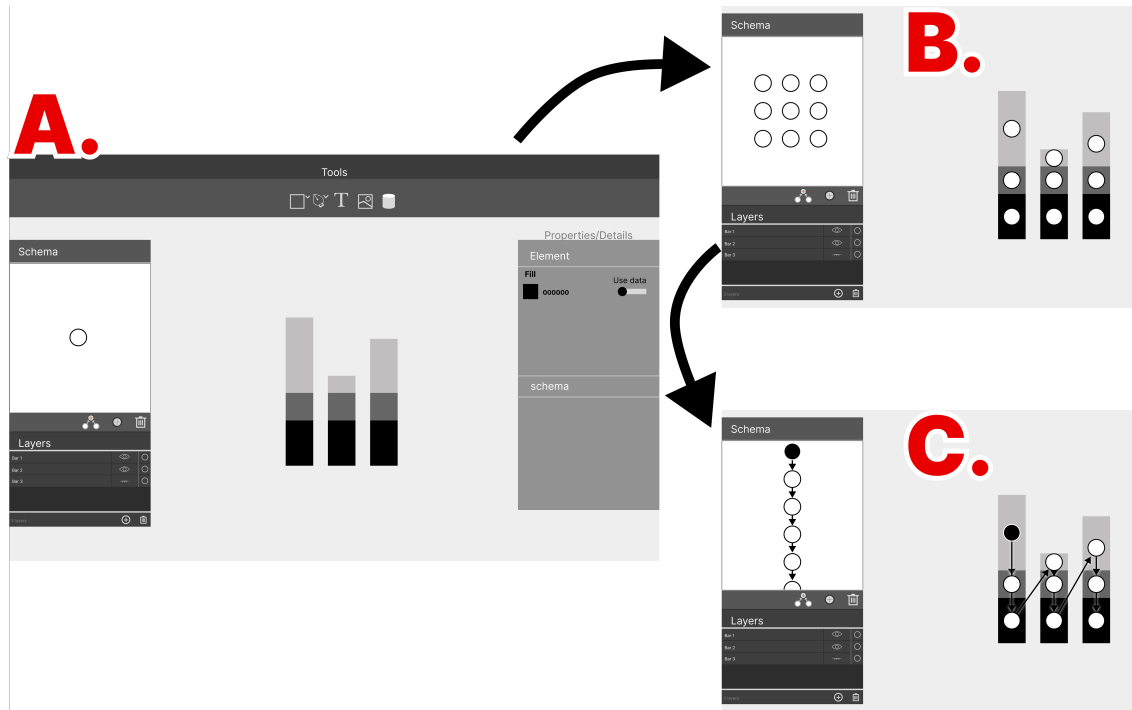 A.
Tools
T
Schema
Layers
Bar 1
Bar 2
Bar 3
Properties/Details
Element
Fill
000000
Use data
schema
B.
Schema
Layers
Bar 1
Bar 2
Bar 3
C.
Schema
Layers
Bar 1
Bar 2
Bar 3